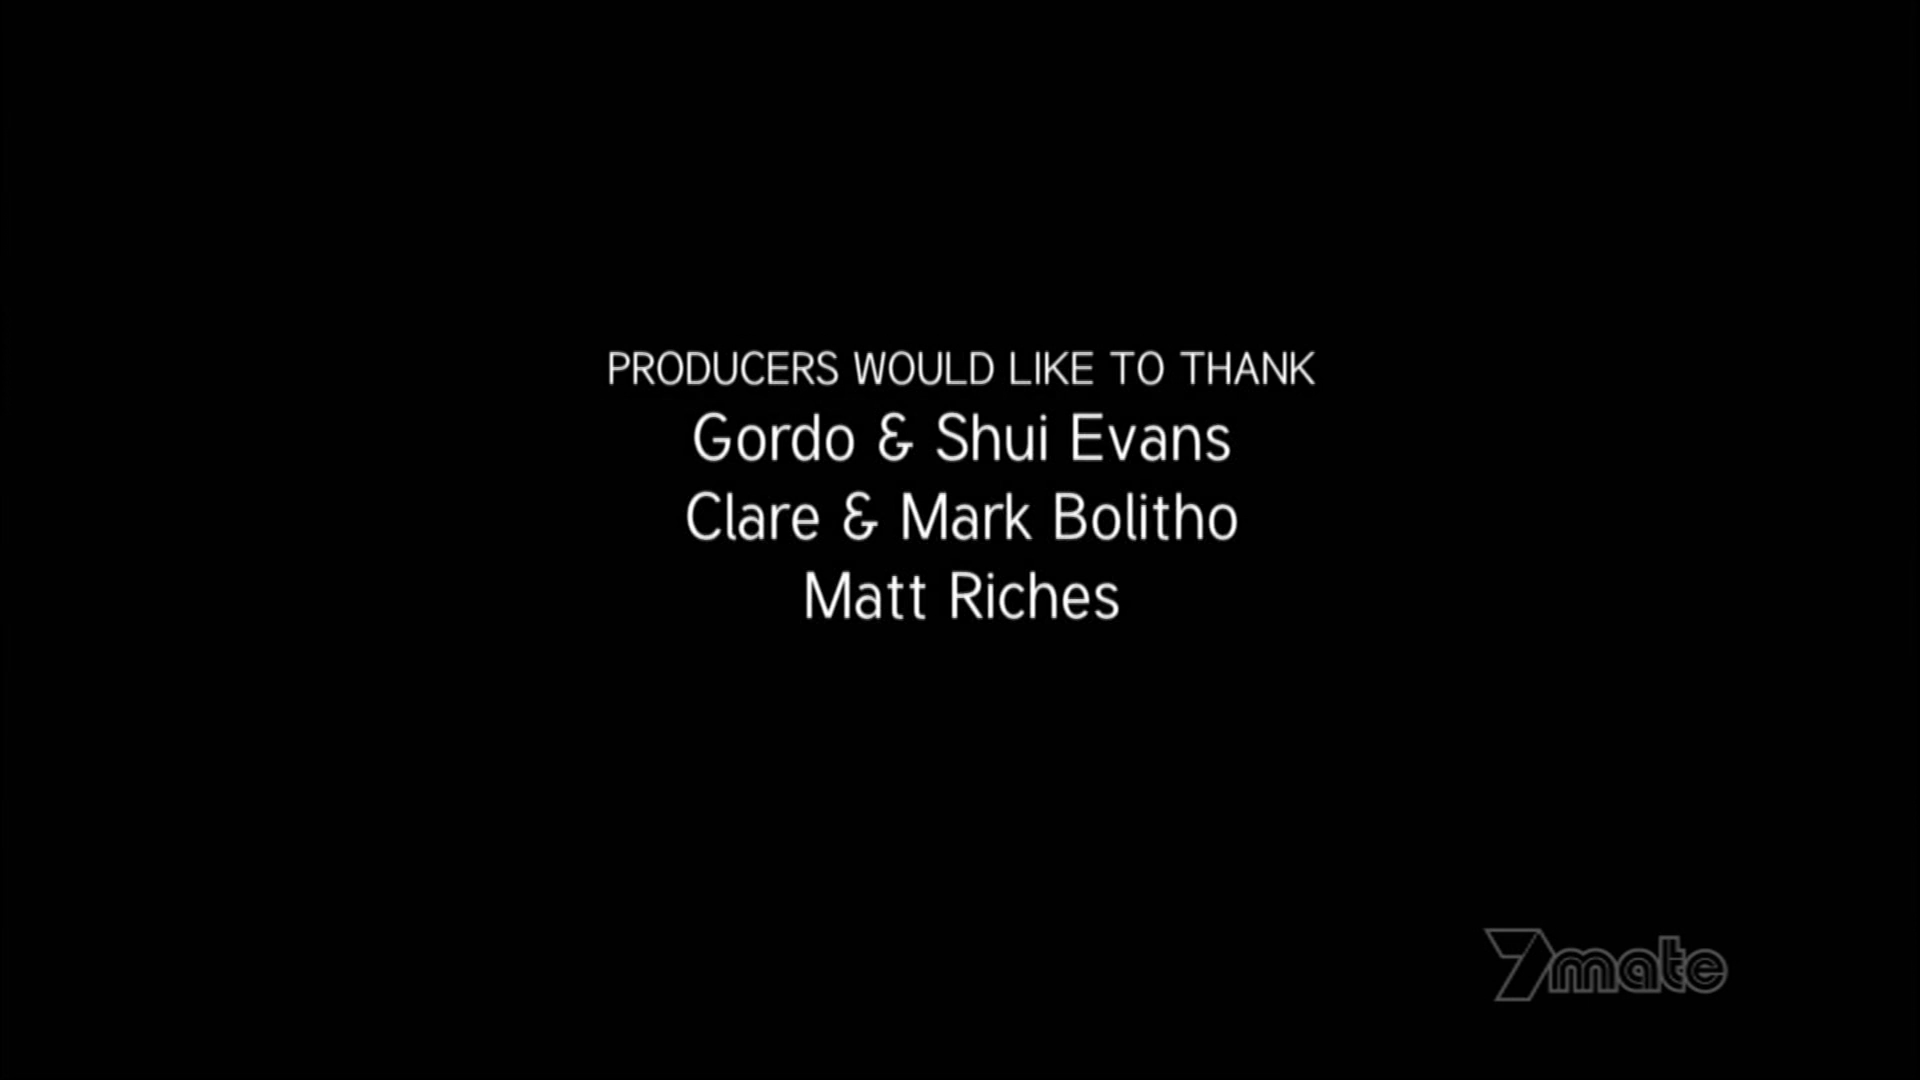 PRODUCERS WOULD LIKE TO THANK
Gordo & Shui Evans
Clare & Mark Bolitho
Matt Riches
7mate